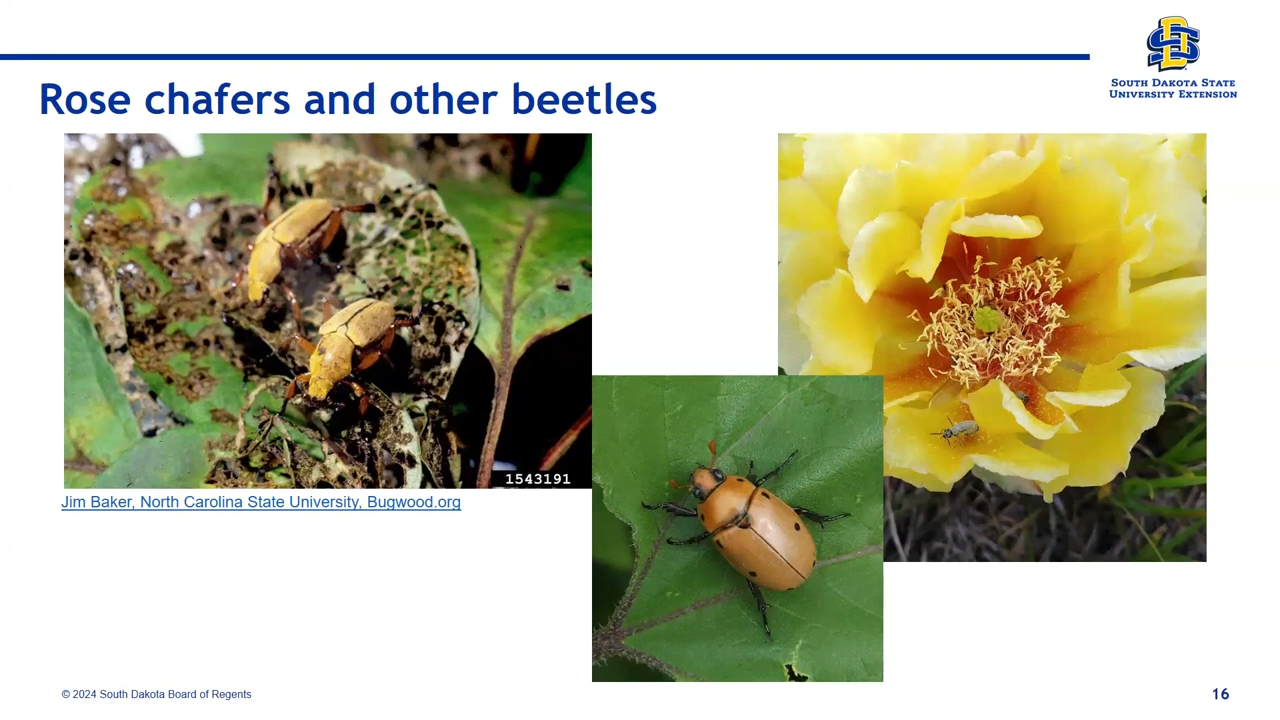 SOUTH DAKOTA STATE
UNIVERSITY EXTENSION
Rose chafers and other beetles
1543191
Jim Baker, North Carolina State University, Bugwood.org
© 2024 South Dakota Board of Regents
16